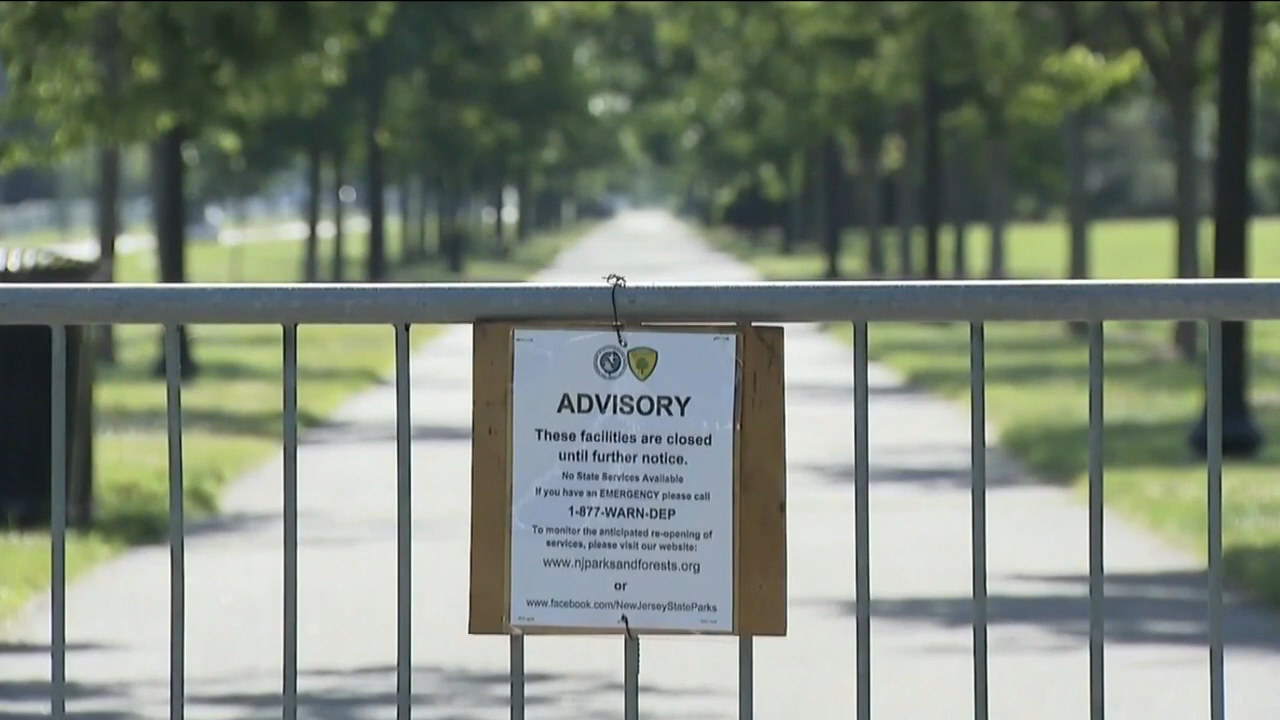 ADVISORY
These facilities are closed
until further notice.
No State Services Available
If you have an EMERGENCY please call
1-877-WARN-DEP
To monitor the anticipated re-opening of
services, please visit our website:
www.njparksandforests.org
or
www.facebook.com/NewJerseyStateParks